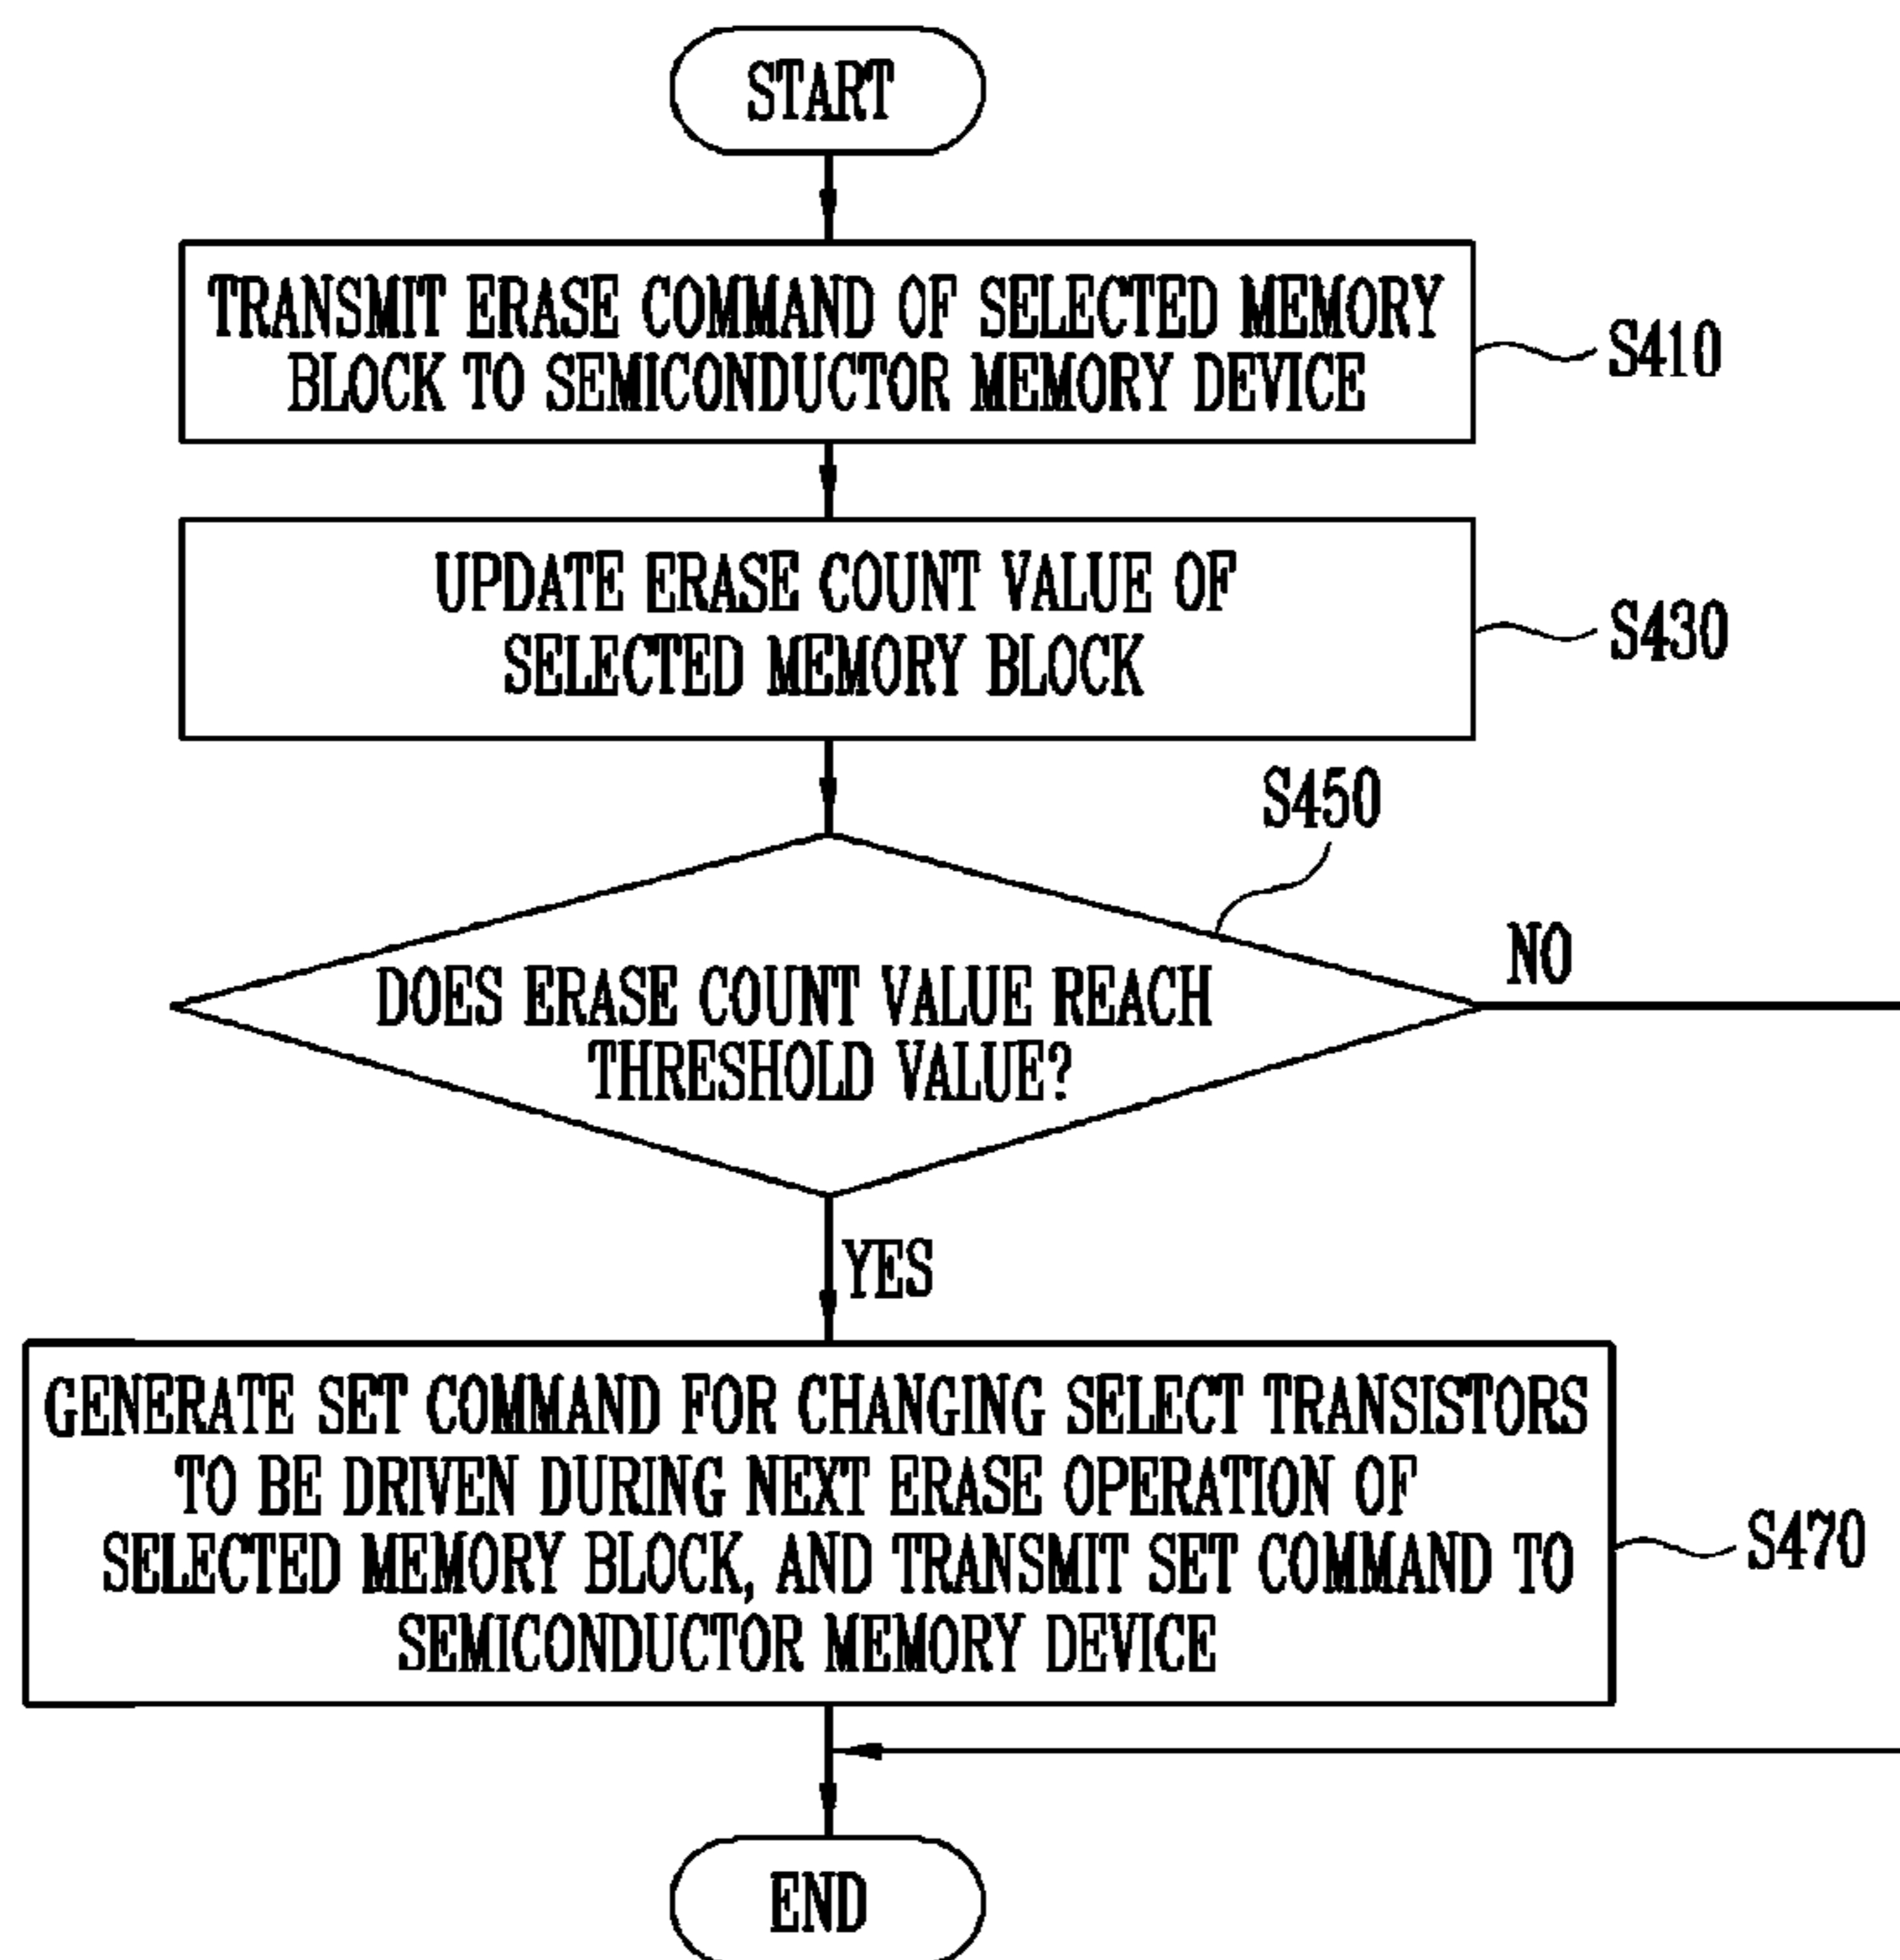 START
TRANSMIT ERASE COMMAND OF SELECTED MEMORY
BLOCK TO SEMICONDUCTOR MEMORY DEVICE
S410
UPDATE ERASE COUNT VALUE OF
SELECTED MEMORY BLOCK
S430
S450
DOES ERASE COUNT VALUE REACH
THRESHOLD VALUE?
NO
YES
GENERATE SET COMMAND FOR CHANGING SELECT TRANSISTORS
TO BE DRIVEN DURING NEXT ERASE OPERATION OF
SELECTED MEMORY BLOCK, AND TRANSMIT SET COMMAND TO
SEMICONDUCTOR MEMORY DEVICE
S470
END